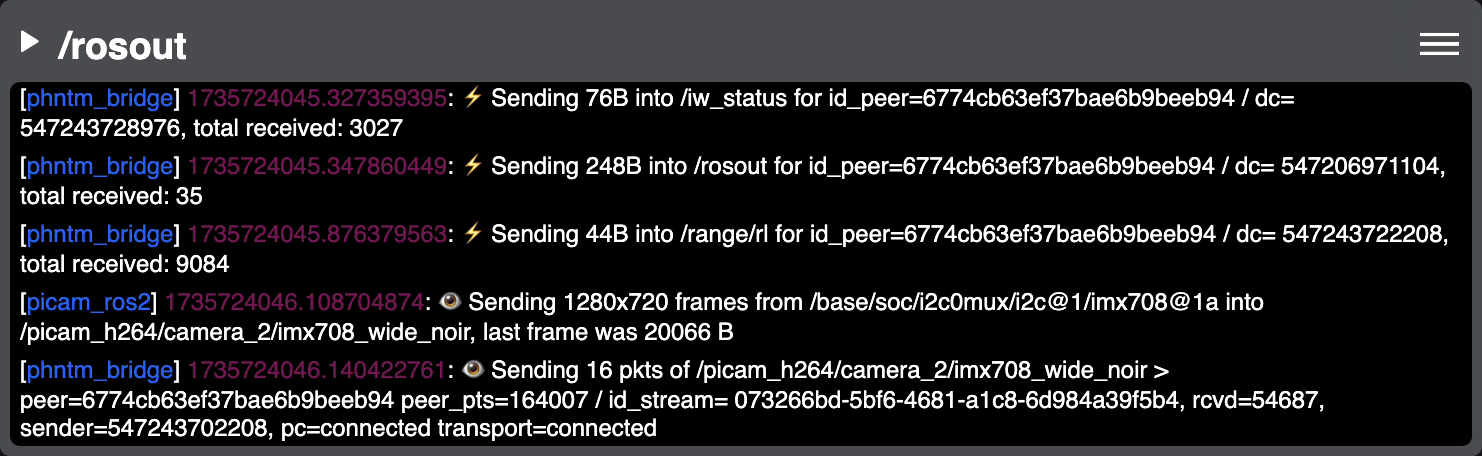 /rosout
[phntm_bridge] 1735724045.327359395: ⚡ Sending 76B into /iw_status for id_peer=6774cb63ef37bae6b9beeb94 / dc=
547243728976, total received: 3027
[phntm_bridge] 1735724045.347860449: ⚡ Sending 248B into /rosout for id_peer=6774cb63ef37bae6b9beeb94 / dc= 547206971104,
total received: 35
[phntm_bridge] 1735724045.876379563: ⚡ Sending 44B into /range/rl for id_peer=6774cb63ef37bae6b9beeb94 / dc= 547243722208,
total received: 9084
[picam_ros2] 1735724046.108704874: 👁️ Sending 1280x720 frames from /base/soc/i2c0mux/i2c@1/imx708@1a into
/picam_h264/camera_2/imx708_wide_noir, last frame was 20066 B
[phntm_bridge] 1735724046.140422761: 👁️ Sending 16 pkts of /picam_h264/camera_2/imx708_wide_noir >
peer=6774cb63ef37bae6b9beeb94 peer_pts=164007 / id_stream= 073266bd-5bf6-4681-a1c8-6d984a39f5b4, rcvd=54687,
sender=547243702208, pc=connected transport=connected